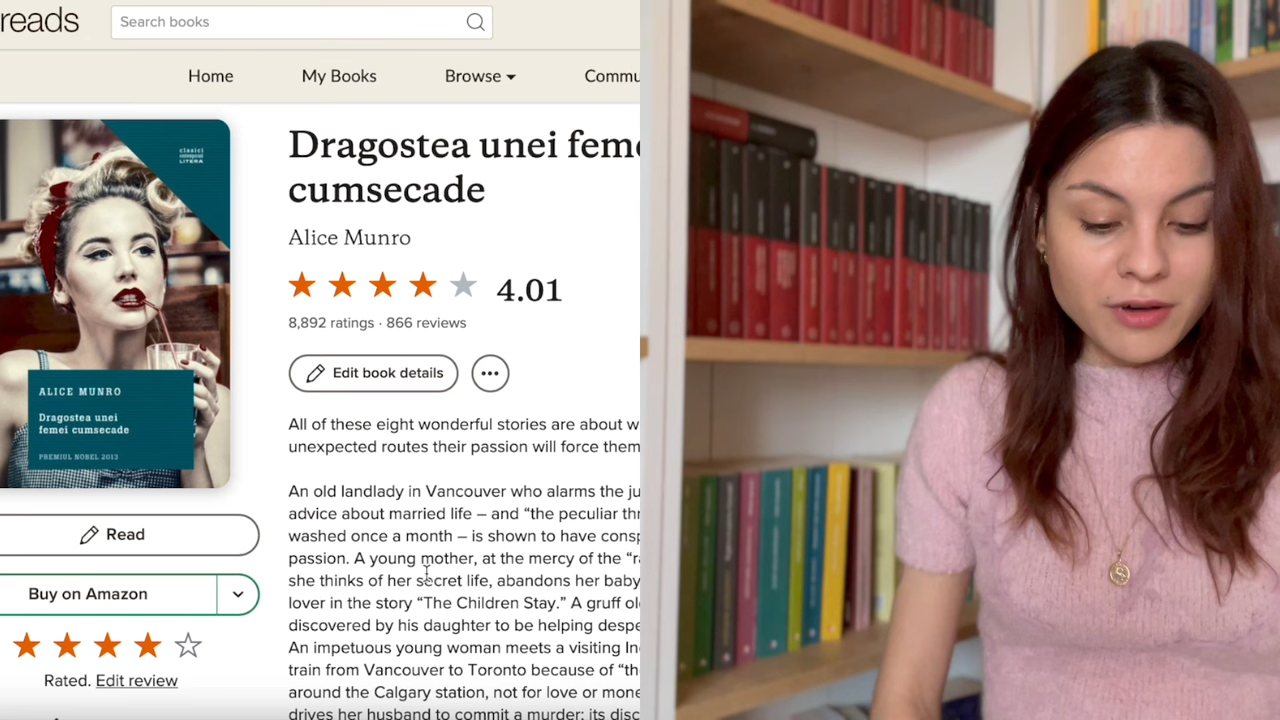 reads
Search books
Home
My Books
Browse
Commu
clasici
LITERA
ALICE MUNRO
Dragostea unei
femei cumsecade
PREMIUL NOBEL 2013
Read
Buy on Amazon
Rated. Edit review
Dragostea unei feme
cumsecade
Alice Munro
4.01
8,892 ratings · 866 reviews
Edit book details
All of these eight wonderful stories are about w
unexpected routes their passion will force them
An old landlady in Vancouver who alarms the ju
advice about married life – and “the peculiar thr
washed once a month – is shown to have consp
passion. A young mother, at the mercy of the “ra
she thinks of her secret life, abandons her baby
lover in the story “The Children Stay.” A gruff old
discovered by his daughter to be helping despe
An impetuous young woman meets a visiting In
train from Vancouver to Toronto because of “the
around the Calgary station, not for love or mone
drives her husband to commit a murder; its disc